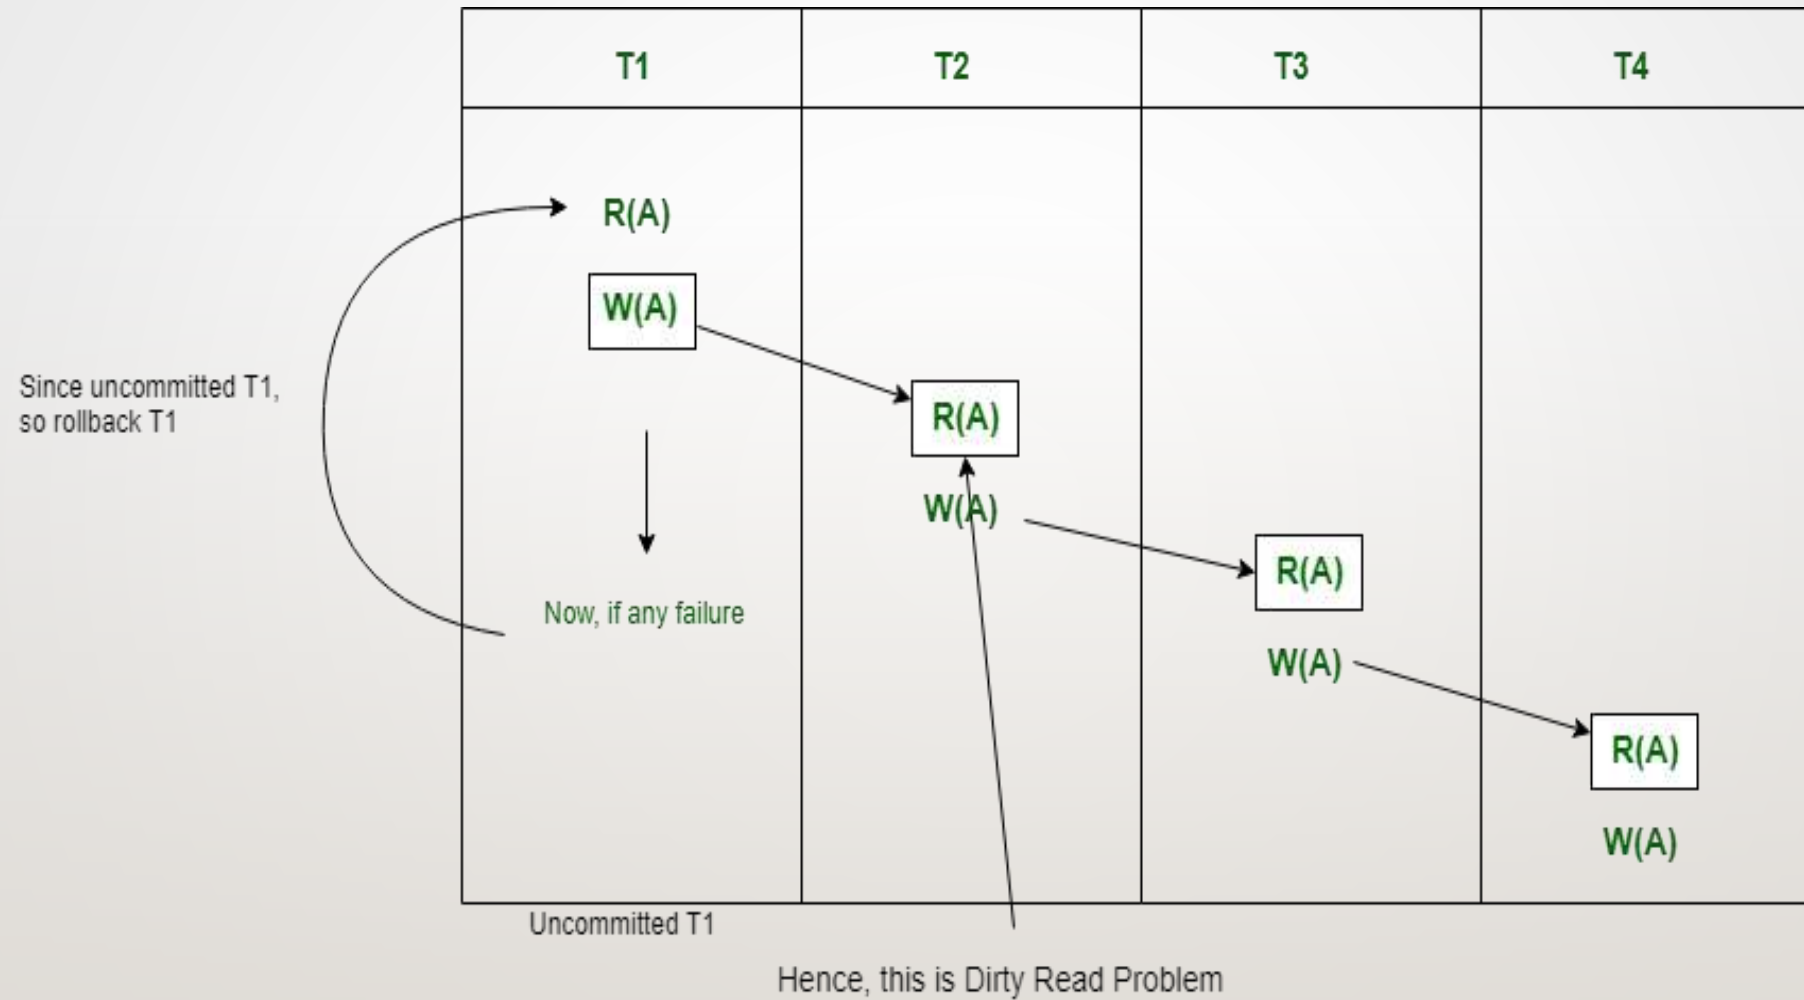 T1 T2 T3 T4
R(A)
W(A)
Since uncommitted T1,
so rollback T1
R(A)
W(A)
R(A)
Now, if any failure
W(A)
R(A)
W(A)
Uncommitted T1
Hence, this is Dirty Read Problem